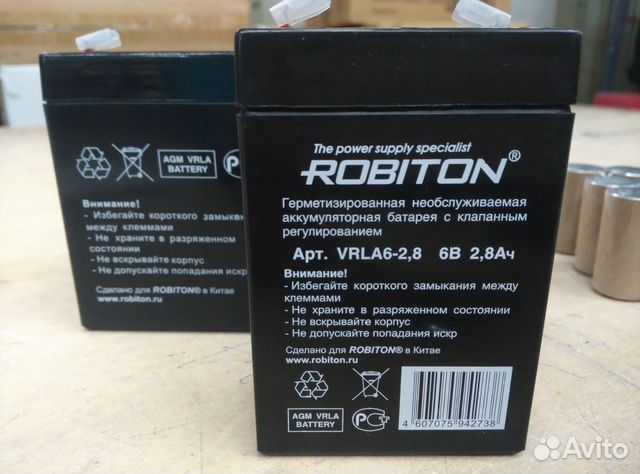 The power supply specialist
ROBITON®
Герметизированная необслуживаемая
аккумуляторная батарея с клапанным
регулированием
Арт. VRLA6-2,8 6В 2,8Ач
Внимание!
- Избегайте короткого замыкания между
клеммами
- Не храните в разряженном состоянии
- Не вскрывайте корпус
- Не допускайте попадания искр
Сделано для ROBITON® в Китае
www.robiton.ru
AGM VRLA
BATTERY
РСТ
4 607075 942738
AGM VRLA
BATTERY
Внимание!
- Избегайте короткого замыкан
между клеммами
- Не храните в разряженном
состоянии
- Не вскрывайте корпус
- Не допускайте попадания искр
Сделано для ROBITON® в Китае
www.robiton.ru
Avito